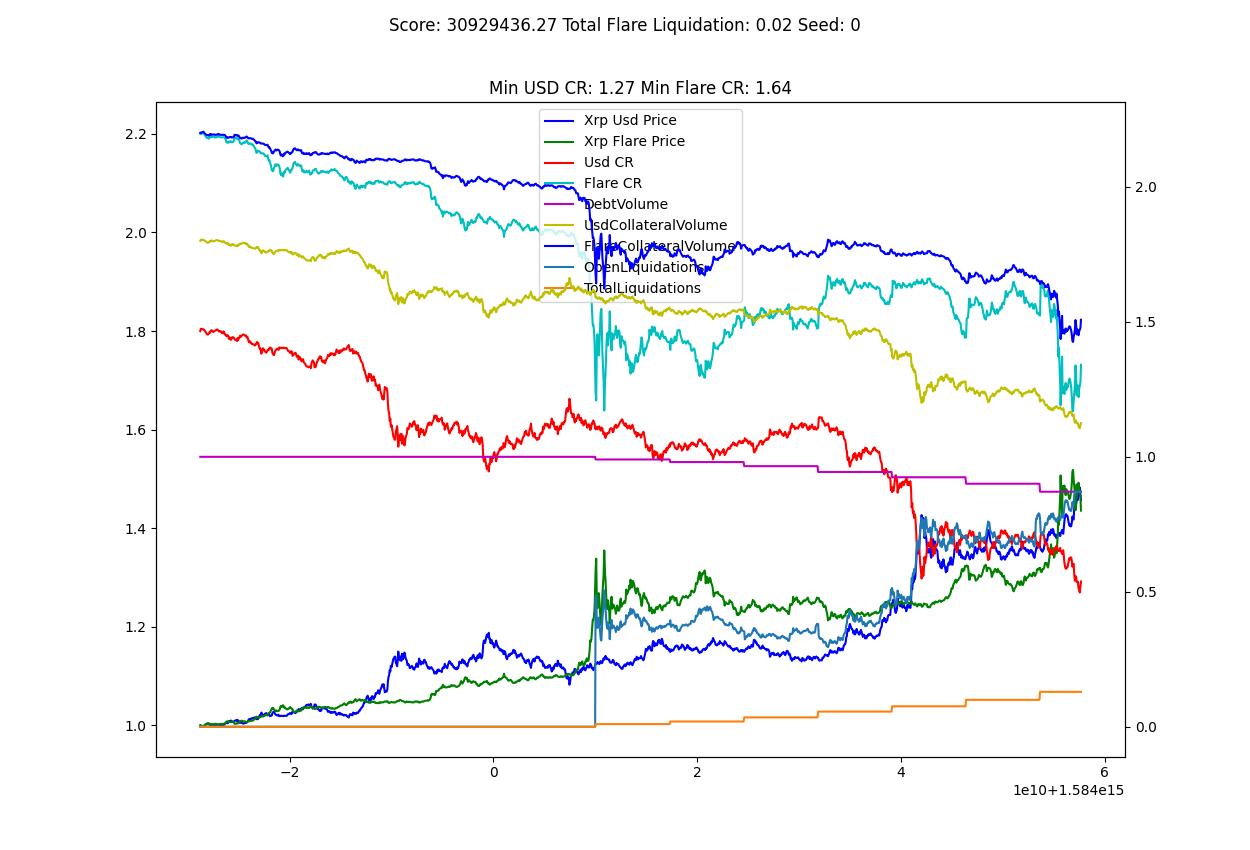 Score: 30929436.27 Total Flare Liquidation: 0.02 Seed: 0
Min USD CR: 1.27 Min Flare CR: 1.64
Xrp Usd Price
Xrp Flare Price
Usd CR
Flare CR
DebtVolume
UsdCollateralVolume
FlareCollateralVolume
OpenLiquidations
TotalLiquidations
2.2
2.0
1.8
1.6
1.4
1.2
1.0
2.0
1.5
1.0
0.5
0.0
−2
0
2
4
6
1e10+1.584e15